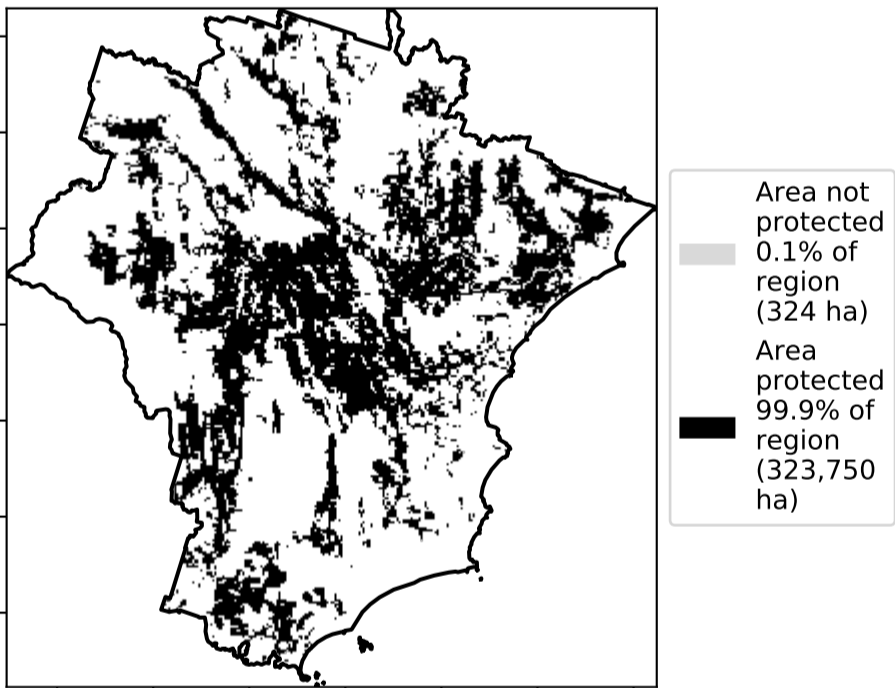 Area not
protected
0.1% of
region
(324 ha)
Area
protected
99.9% of
region
(323,750
ha)